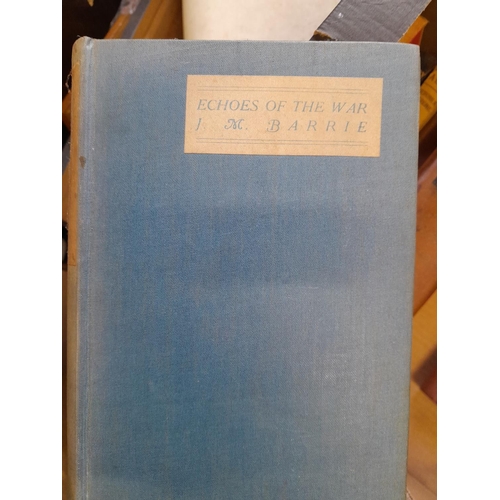 ECHOES OF THE WAR
J M. BARRIE